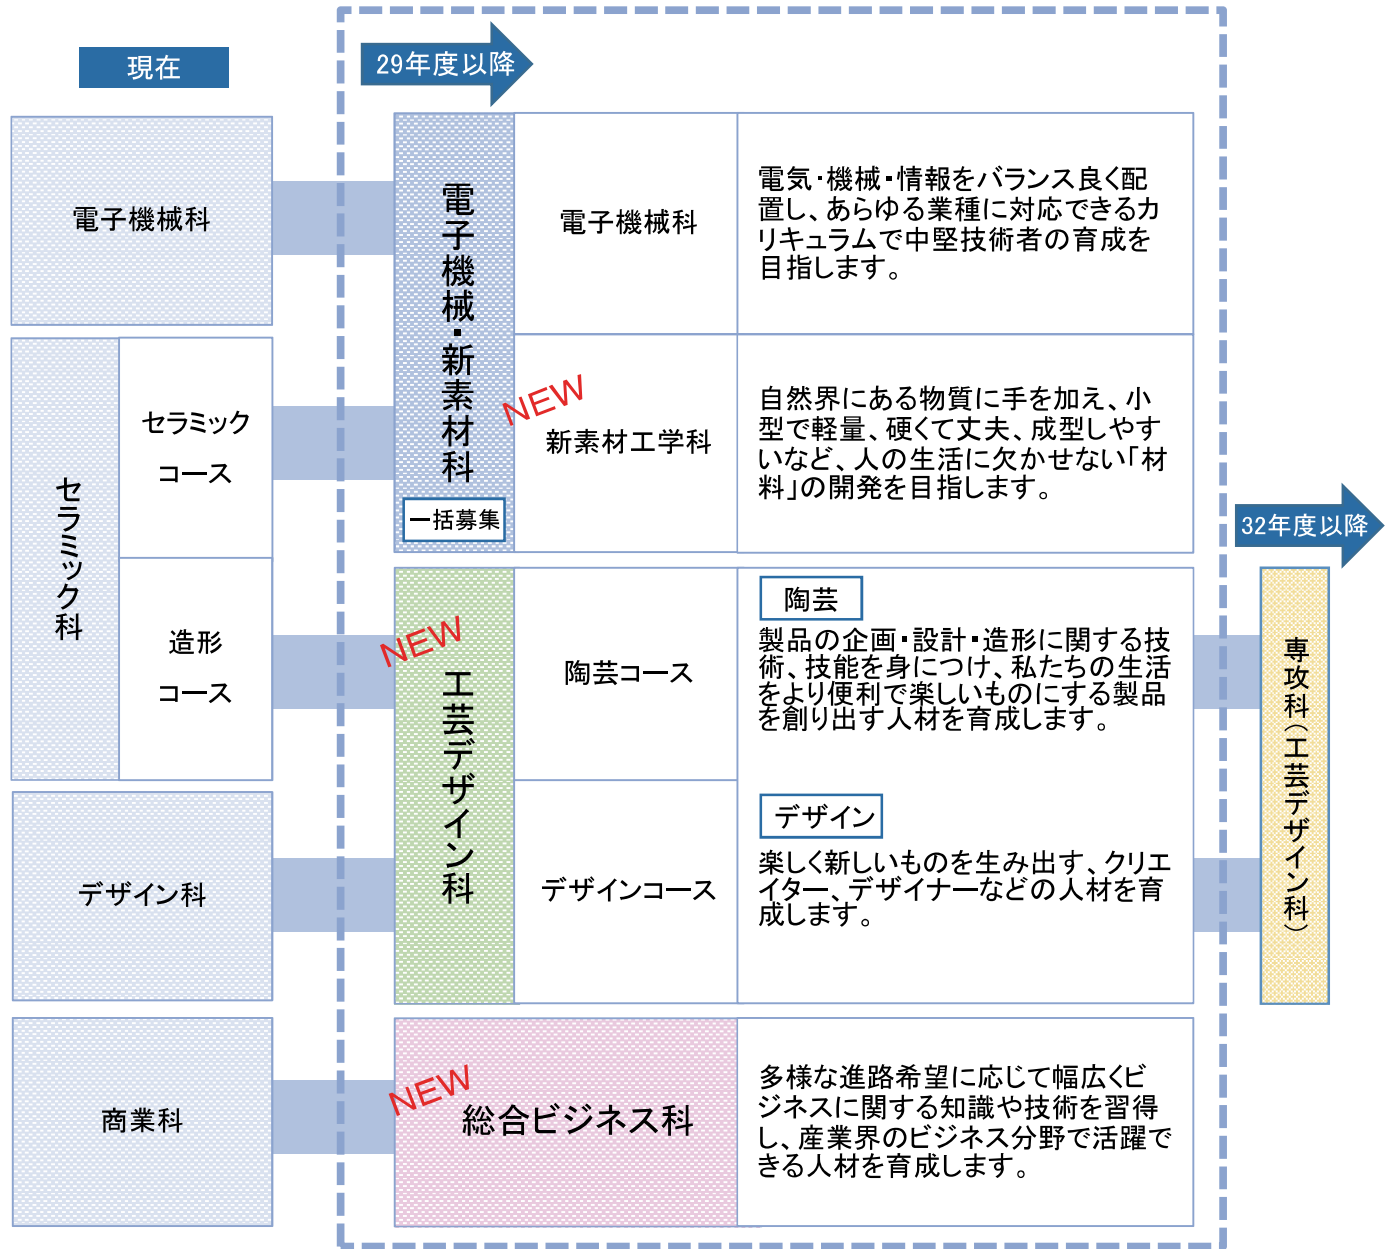 現在
29年度以降
電子機械科
電子機械・新素材科
一括募集
電子機械科
電気・機械・情報をバランス良く配
置し、あらゆる業種に対応できるカ
リキュラムで中堅技術者の育成を
目指します。
セラミック科
セラミック
コース
NEW
新素材工学科
自然界にある物質に手を加え、小
型で軽量、硬くて丈夫、成型しやす
いなど、人の生活に欠かせない「材
料」の開発を目指します。
32年度以降
造形
コース
NEW
工芸デザイン科
陶芸コース
陶芸
製品の企画・設計・造形に関する技
術、技能を身につけ、私たちの生活
をより便利で楽しいものにする製品
を創り出す人材を育成します。
専攻科(工芸デザイン科)
デザイン科
デザインコース
デザイン
楽しく新しいものを生み出す、クリエ
イター、デザイナーなどの人材を育
成します。
商業科
NEW
総合ビジネス科
多様な進路希望に応じて幅広くビ
ジネスに関する知識や技術を習得
し、産業界のビジネス分野で活躍で
きる人材を育成します。